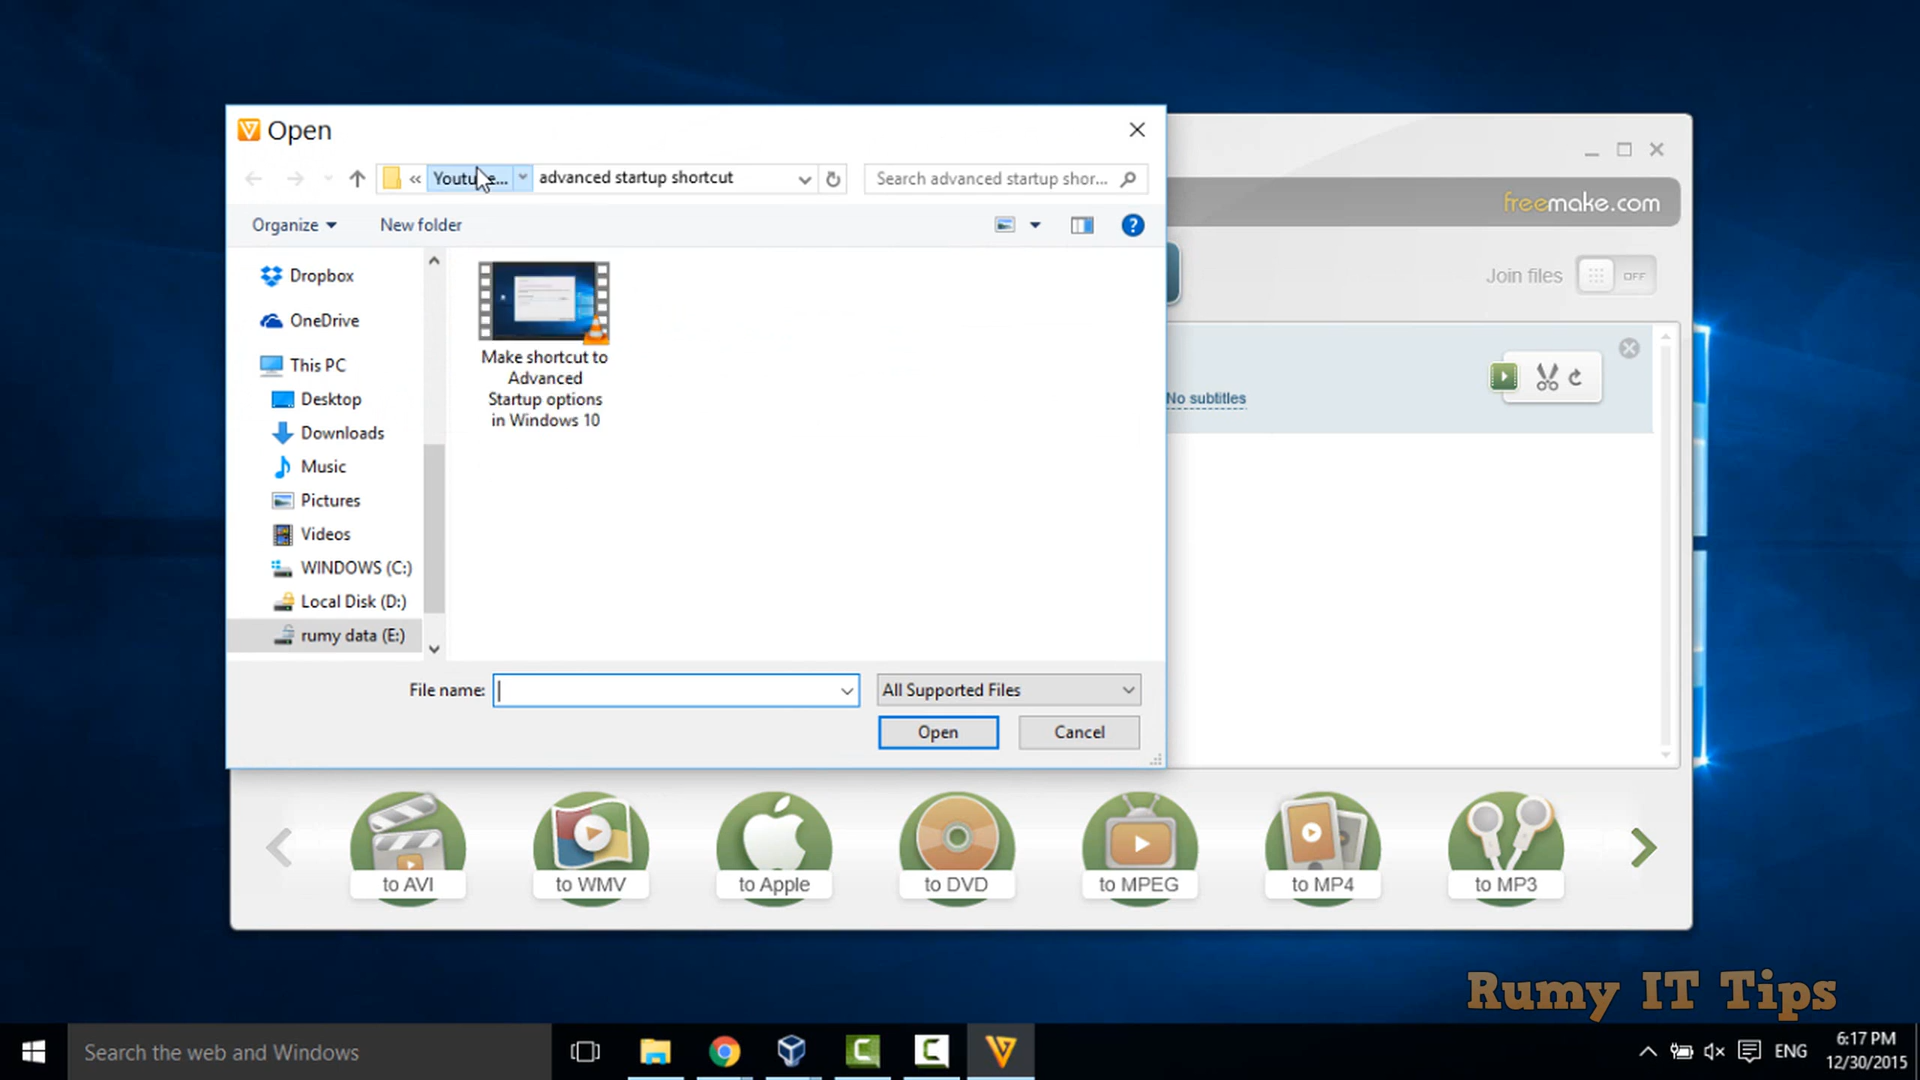 Open
« Youtube... advanced startup shortcut
Search advanced startup shor...
Organize
New folder
?
freemake.com
Join files
OFF
Dropbox
OneDrive
This PC
Desktop
Downloads
Music
Pictures
Videos
WINDOWS (C:)
Local Disk (D:)
rumy data (E:)
Make shortcut to
Advanced
Startup options
in Windows 10
No subtitles
File name:
All Supported Files
Open
Cancel
to AVI
to WMV
to Apple
to DVD
to MPEG
to MP4
to MP3
Rumy IT Tips
Search the web and Windows
ENG
6:17 PM
12/30/2015